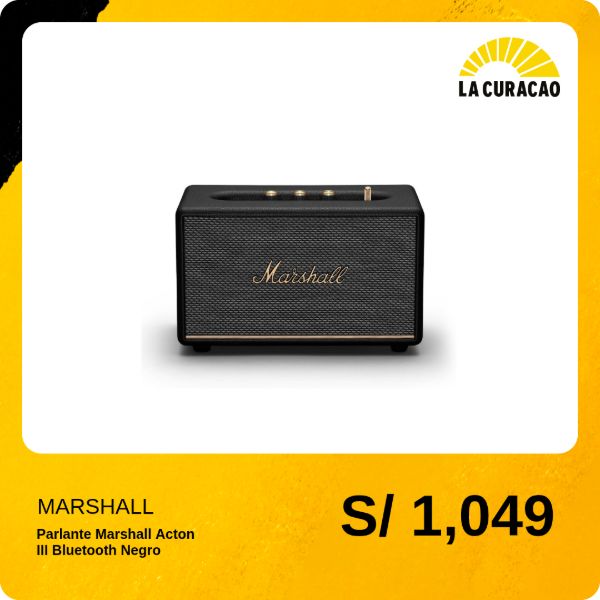 LA CURACAO
Marshall
MARSHALL
Parlante Marshall Acton
III Bluetooth Negro
S/ 1,049